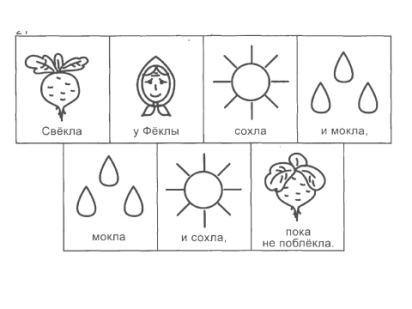 Свёкла
у Фёклы
сохла
и мокла,
мокла
и сохла,
пока
не поблёкла.